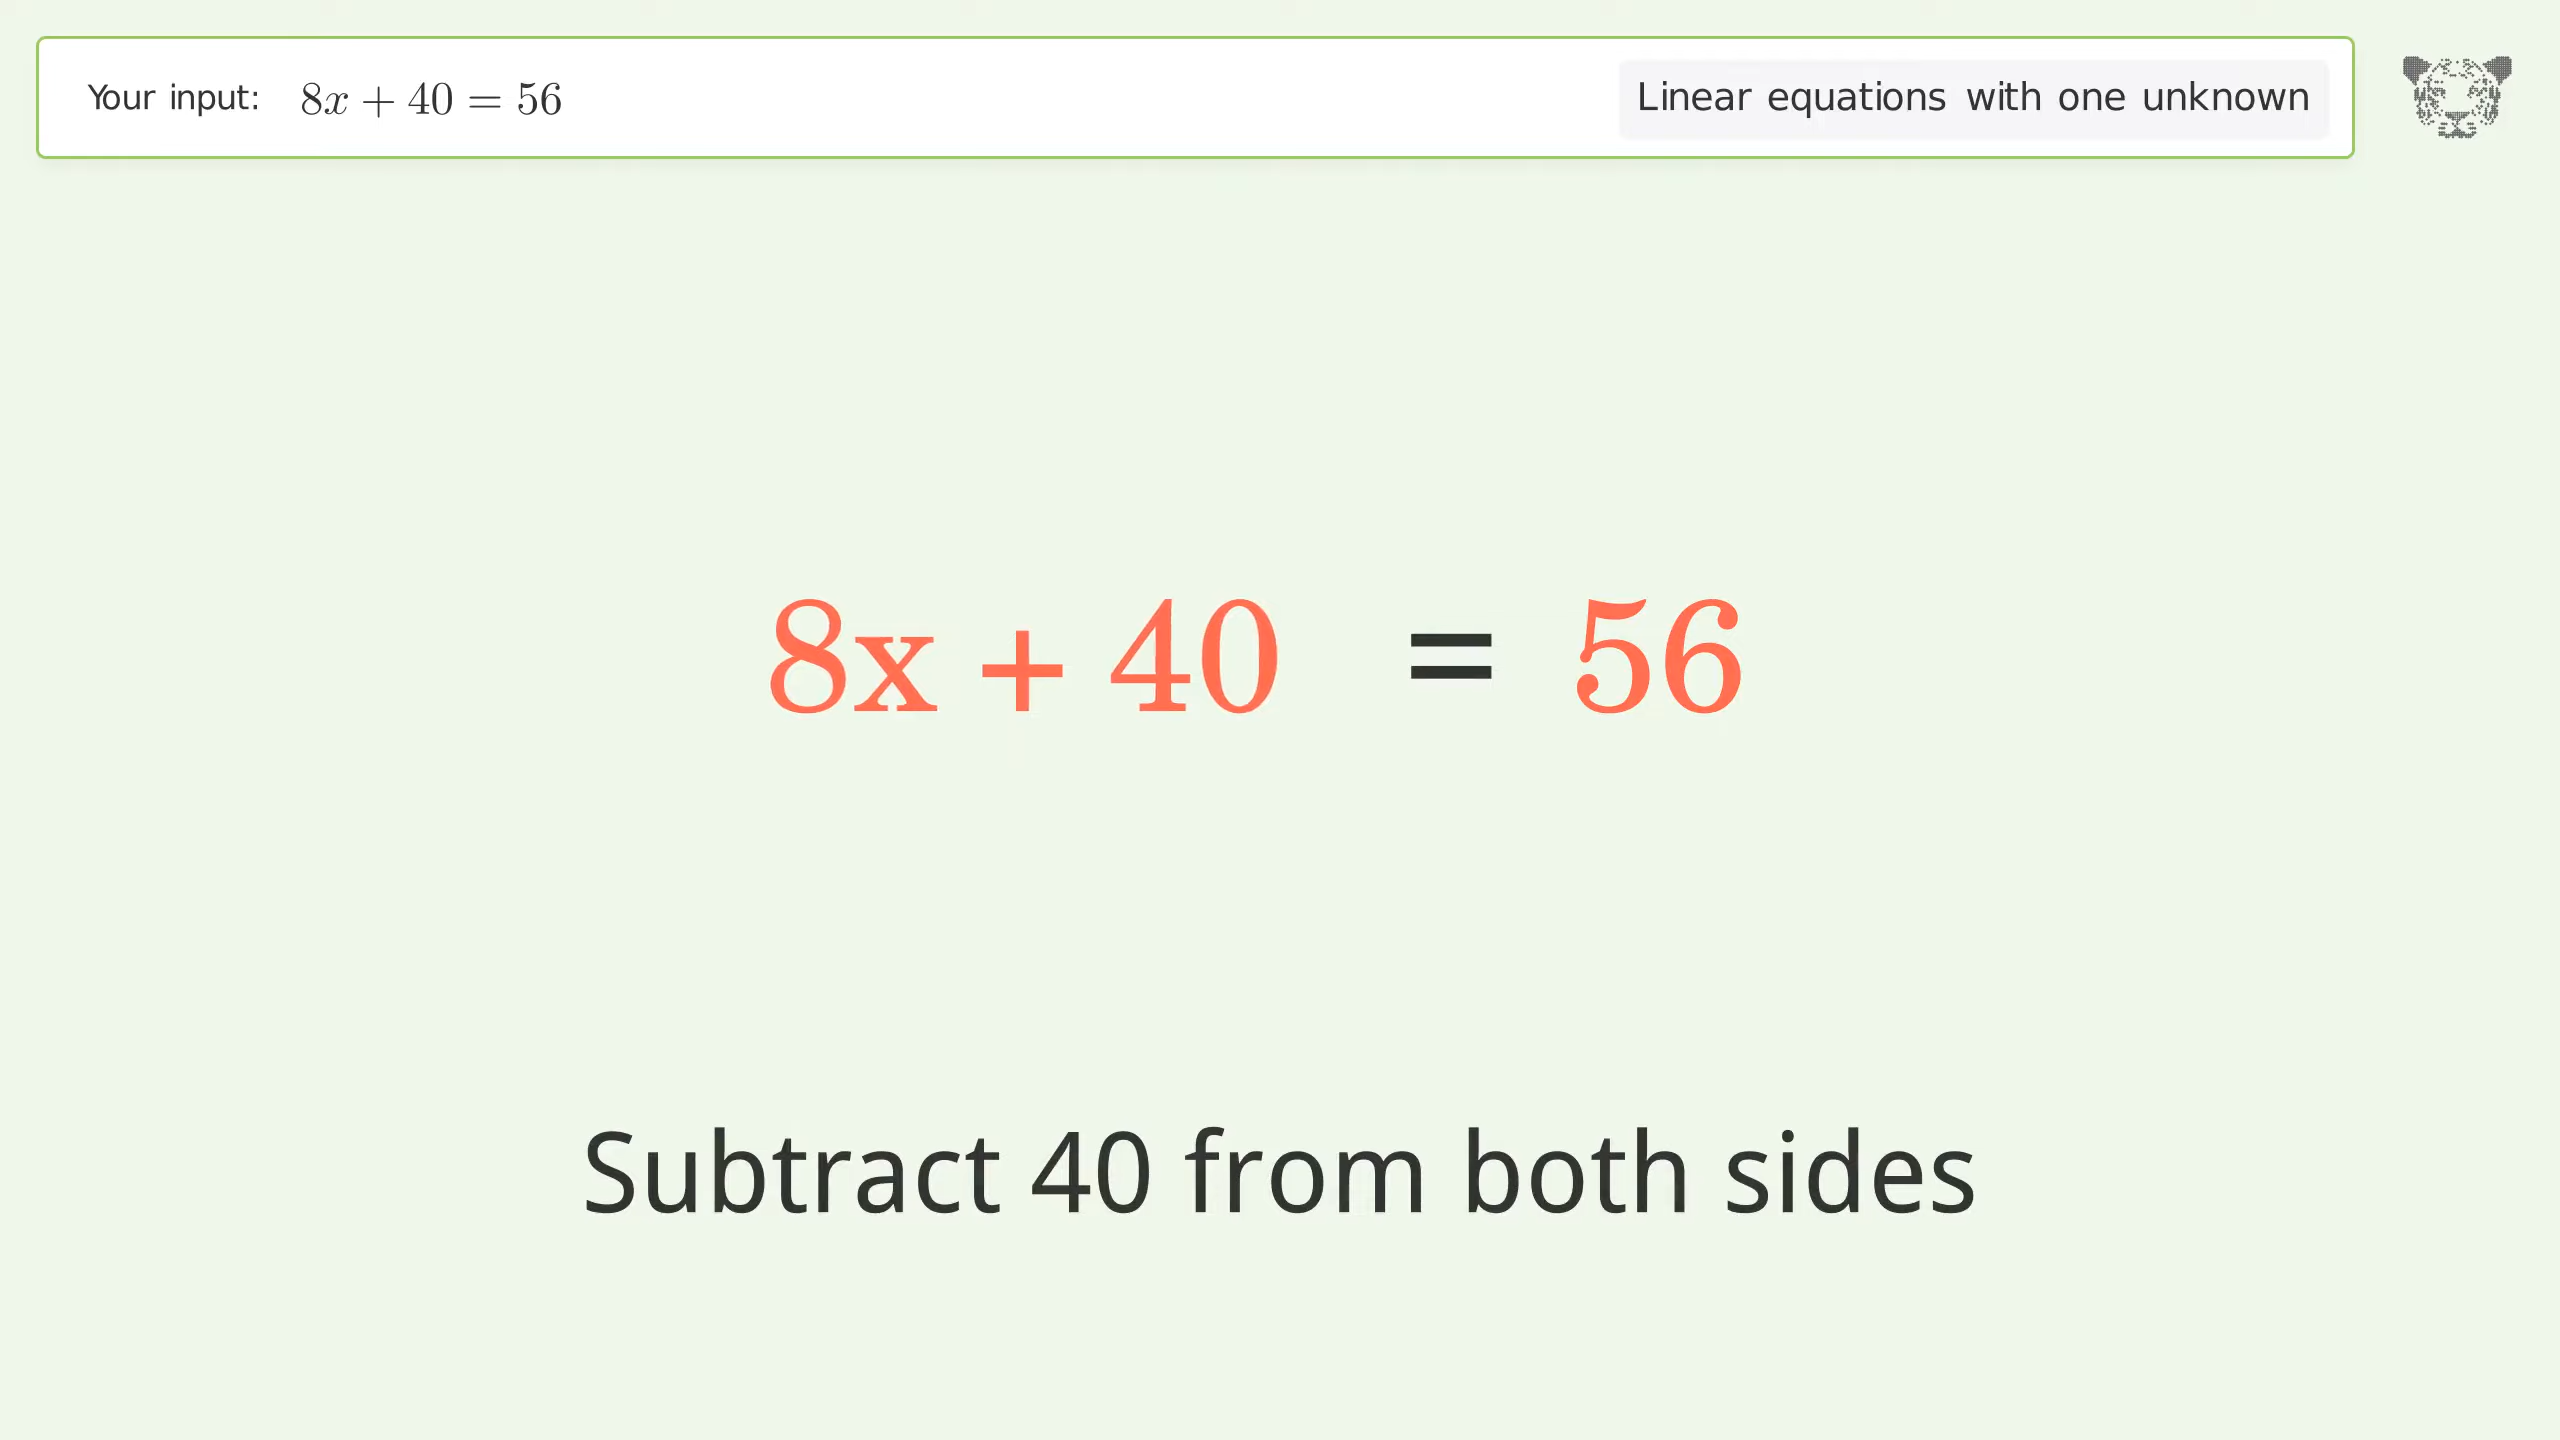 Your input: 8x + 40 = 56
Linear equations with one unknown
8x + 40 = 56
Subtract 40 from both sides